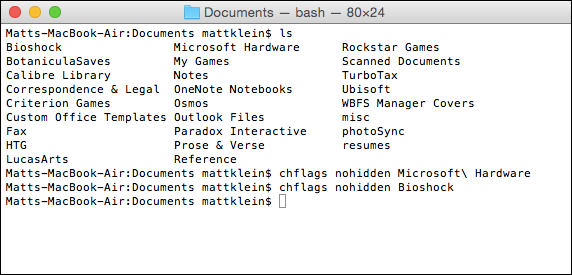 Documents — bash — 80×24
Matts-MacBook-Air:Documents mattklein$ ls
Bioshock Microsoft Hardware Rockstar Games
BotaniculaSaves My Games Scanned Documents
Calibre Library Notes TurboTax
Correspondence & Legal OneNote Notebooks Ubisoft
Criterion Games Osmos WBFS Manager Covers
Custom Office Templates Outlook Files misc
Fax Paradox Interactive photoSync
HTG Prose & Verse resumes
LucasArts Reference
Matts-MacBook-Air:Documents mattklein$ chflags nohidden Microsoft\ Hardware
Matts-MacBook-Air:Documents mattklein$ chflags nohidden Bioshock
Matts-MacBook-Air:Documents mattklein$